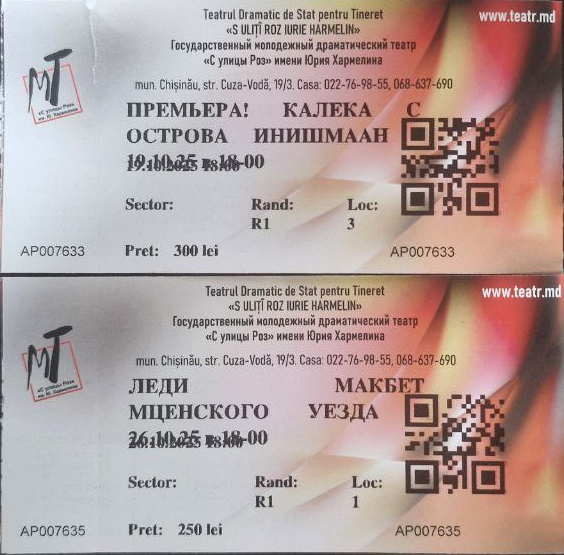 Teatrul Dramatic de Stat pentru Tineret
www.teatr.md
«S ULIȚÎ ROZ IURIE HARMELIN»
Государственный молодежный драматический театр
«С улицы Роз» имени Юрия Хармелина
МТ
«С улицы Роз»
им. Ю. Хармелина
mun. Chișinău, str. Cuza-Vodă, 19/3. Casa: 022-76-98-55, 068-637-690
ПРЕМЬЕРА! КАЛЕКА С
ОСТРОВА ИНИШМААН
19.10.25 в 18-00
19.10.2025 18:00
Sector: Rand: Loc:
R1 3
AP007633 Pret: 300 lei AP007633
Teatrul Dramatic de Stat pentru Tineret
www.teatr.md
«S ULIȚÎ ROZ IURIE HARMELIN»
Государственный молодежный драматический театр
«С улицы Роз» имени Юрия Хармелина
МТ
«С улицы Роз»
им. Ю. Хармелина
mun. Chișinău, str. Cuza-Vodă, 19/3. Casa: 022-76-98-55, 068-637-690
ЛЕДИ МАКБЕТ
МЦЕНСКОГО УЕЗДА
26.10.25 в 18-00
26.10.2025 18:00
Sector: Rand: Loc:
R1 1
AP007635 Pret: 250 lei AP007635